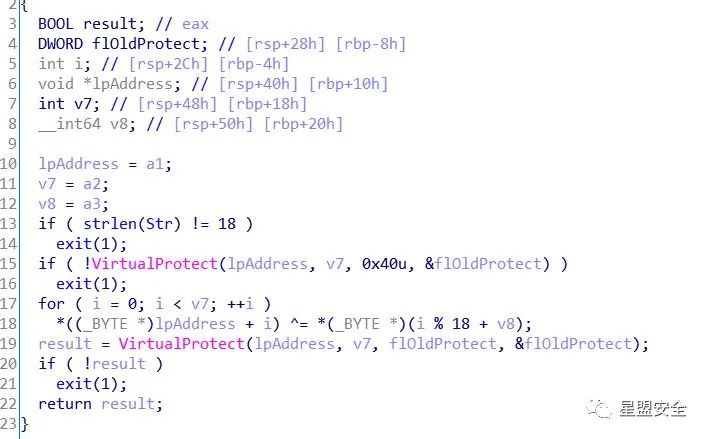 2 {
3 BOOL result; // eax
4 DWORD flOldProtect; // [rsp+28h] [rbp-8h]
5 int i; // [rsp+2Ch] [rbp-4h]
6 void *lpAddress; // [rsp+40h] [rbp+10h]
7 int v7; // [rsp+48h] [rbp+18h]
8 __int64 v8; // [rsp+50h] [rbp+20h]
9
10 lpAddress = a1;
11 v7 = a2;
12 v8 = a3;
13 if ( strlen(Str) != 18 )
14 exit(1);
15 if ( !VirtualProtect(lpAddress, v7, 0x40u, &flOldProtect) )
16 exit(1);
17 for ( i = 0; i < v7; ++i )
18 *((_BYTE *)lpAddress + i) ^= *(_BYTE *)(i % 18 + v8);
19 result = VirtualProtect(lpAddress, v7, flOldProtect, &flOldProtect);
20 if ( !result )
21 exit(1);
22 return result;
23 }
星盟安全